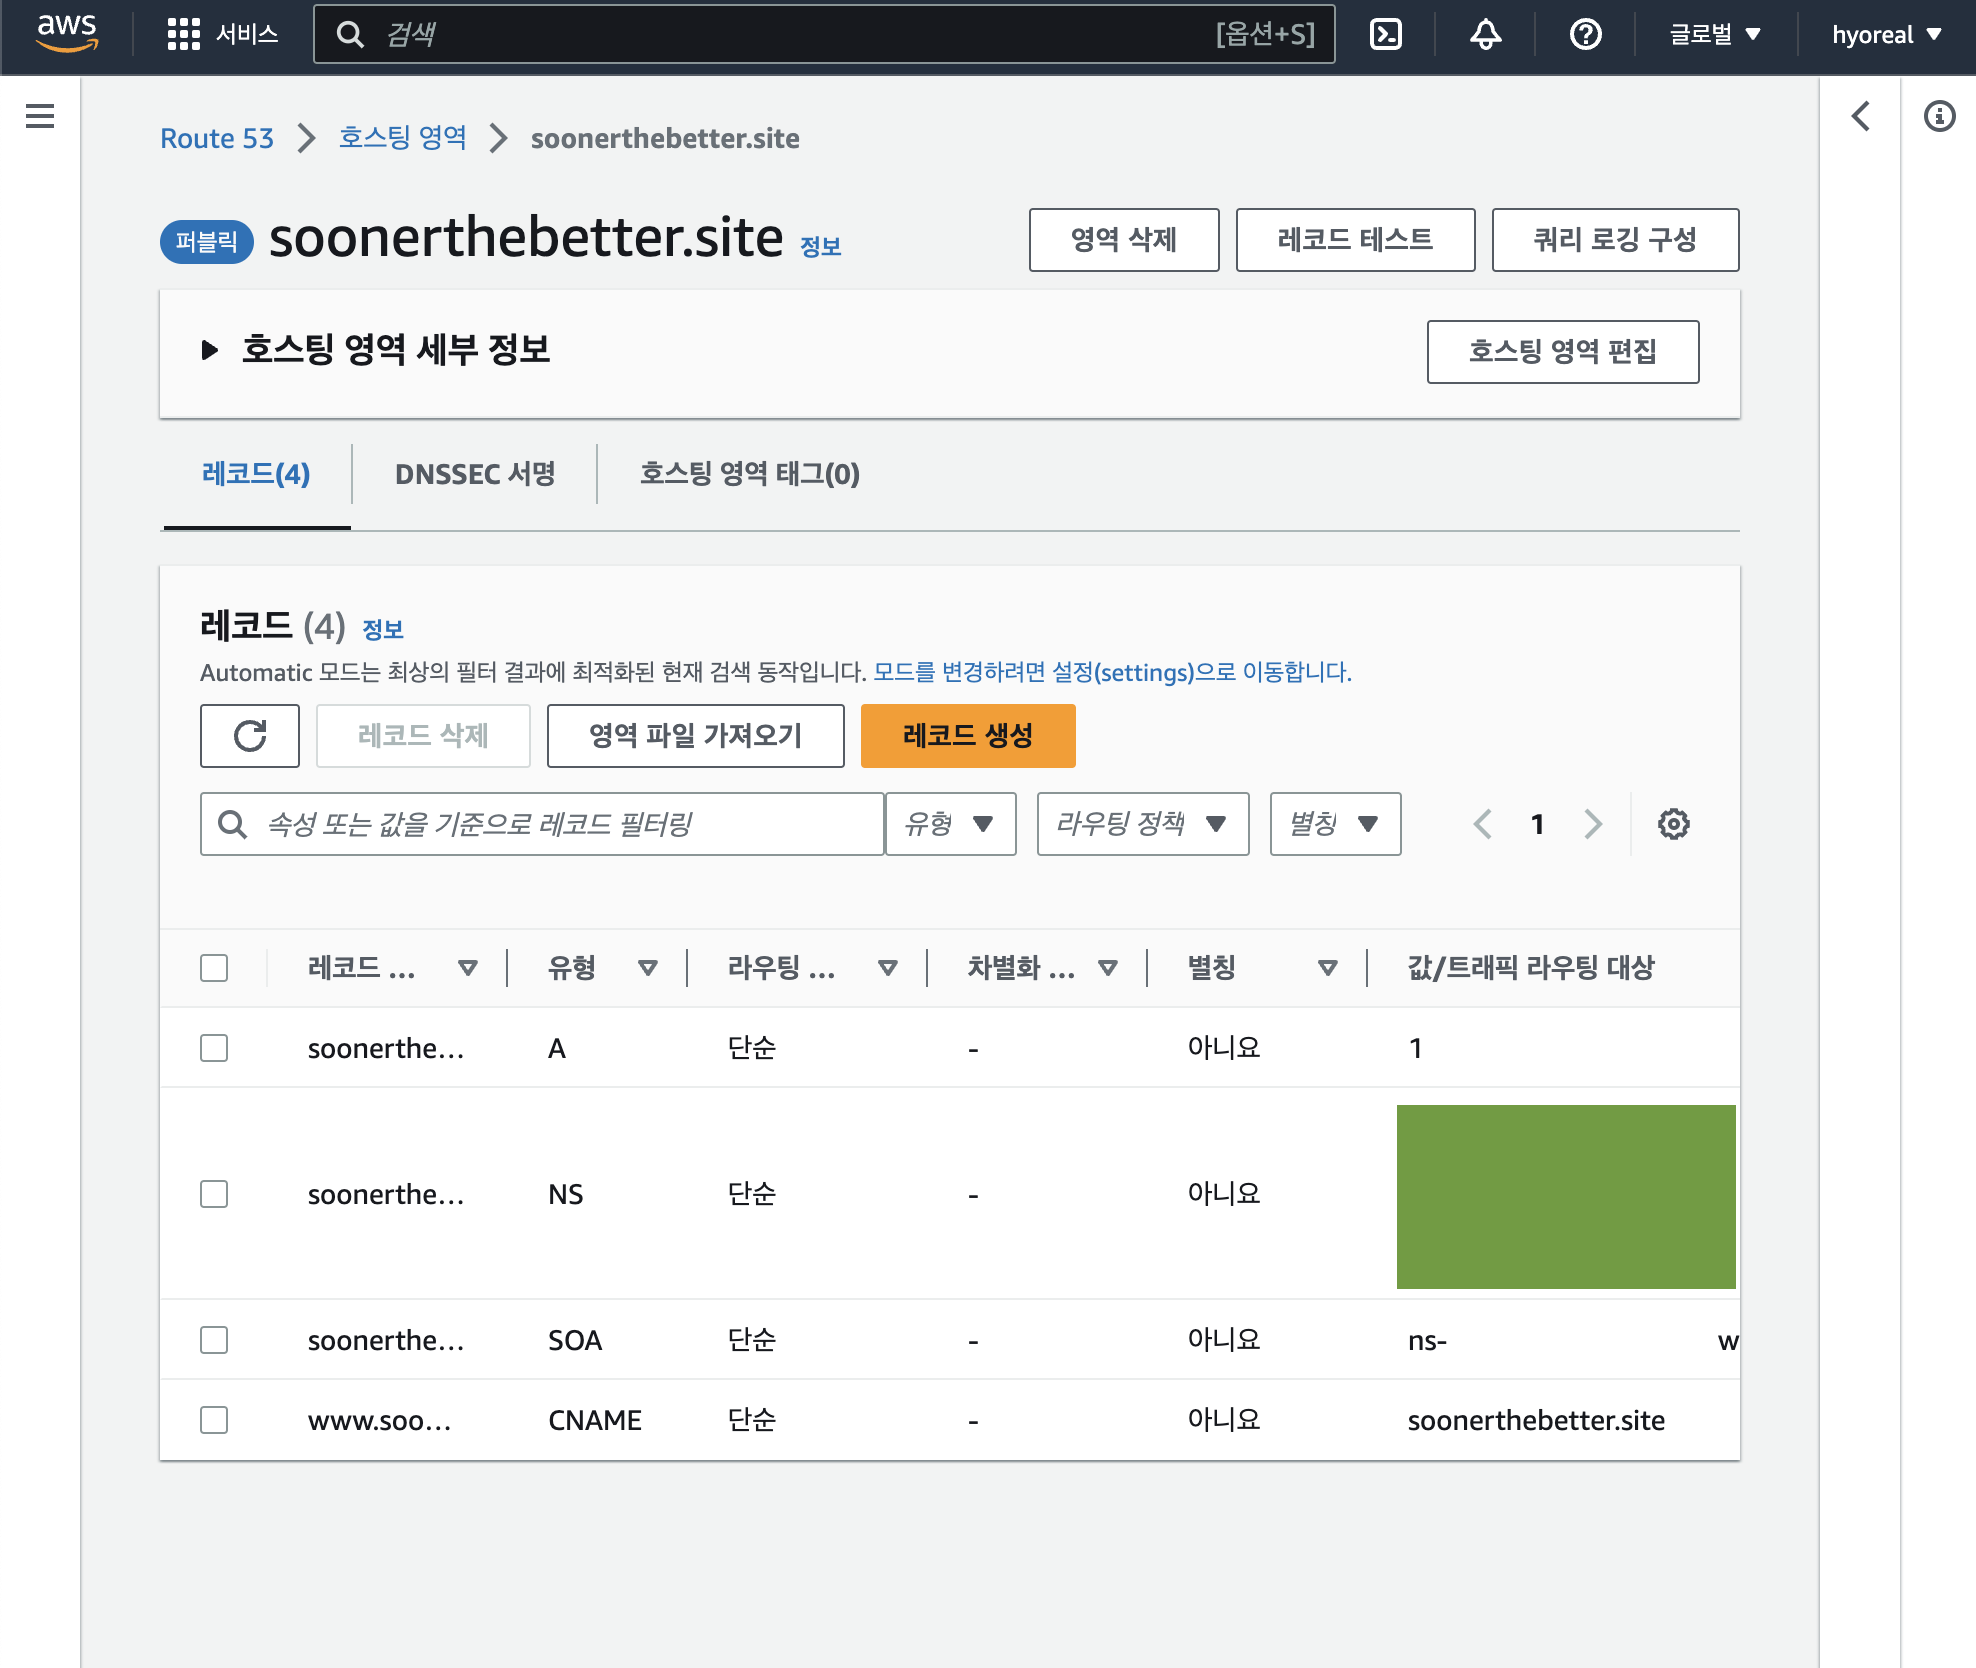 aws 서비스 검색 [옵션+S] 글로벌 hyoreal
Route 53 호스팅 영역 soonerthebetter.site
퍼블릭 soonerthebetter.site 정보 영역 삭제 레코드 테스트 쿼리 로깅 구성
호스팅 영역 세부 정보 호스팅 영역 편집
레코드(4) DNSSEC 서명 호스팅 영역 태그(0)
레코드 (4) 정보
Automatic 모드는 최상의 필터 결과에 최적화된 현재 검색 동작입니다. 모드를 변경하려면 설정(settings)으로 이동합니다.
레코드 삭제 영역 파일 가져오기 레코드 생성
속성 또는 값을 기준으로 레코드 필터링 유형 라우팅 정책 별칭 1
레코드 ... 유형 라우팅 ... 차별화 ... 별칭 값/트래픽 라우팅 대상
soonerthe... A 단순 - 아니요 1
soonerthe... NS 단순 - 아니요
soonerthe... SOA 단순 - 아니요 ns- w
www.soo... CNAME 단순 - 아니요 soonerthebetter.site